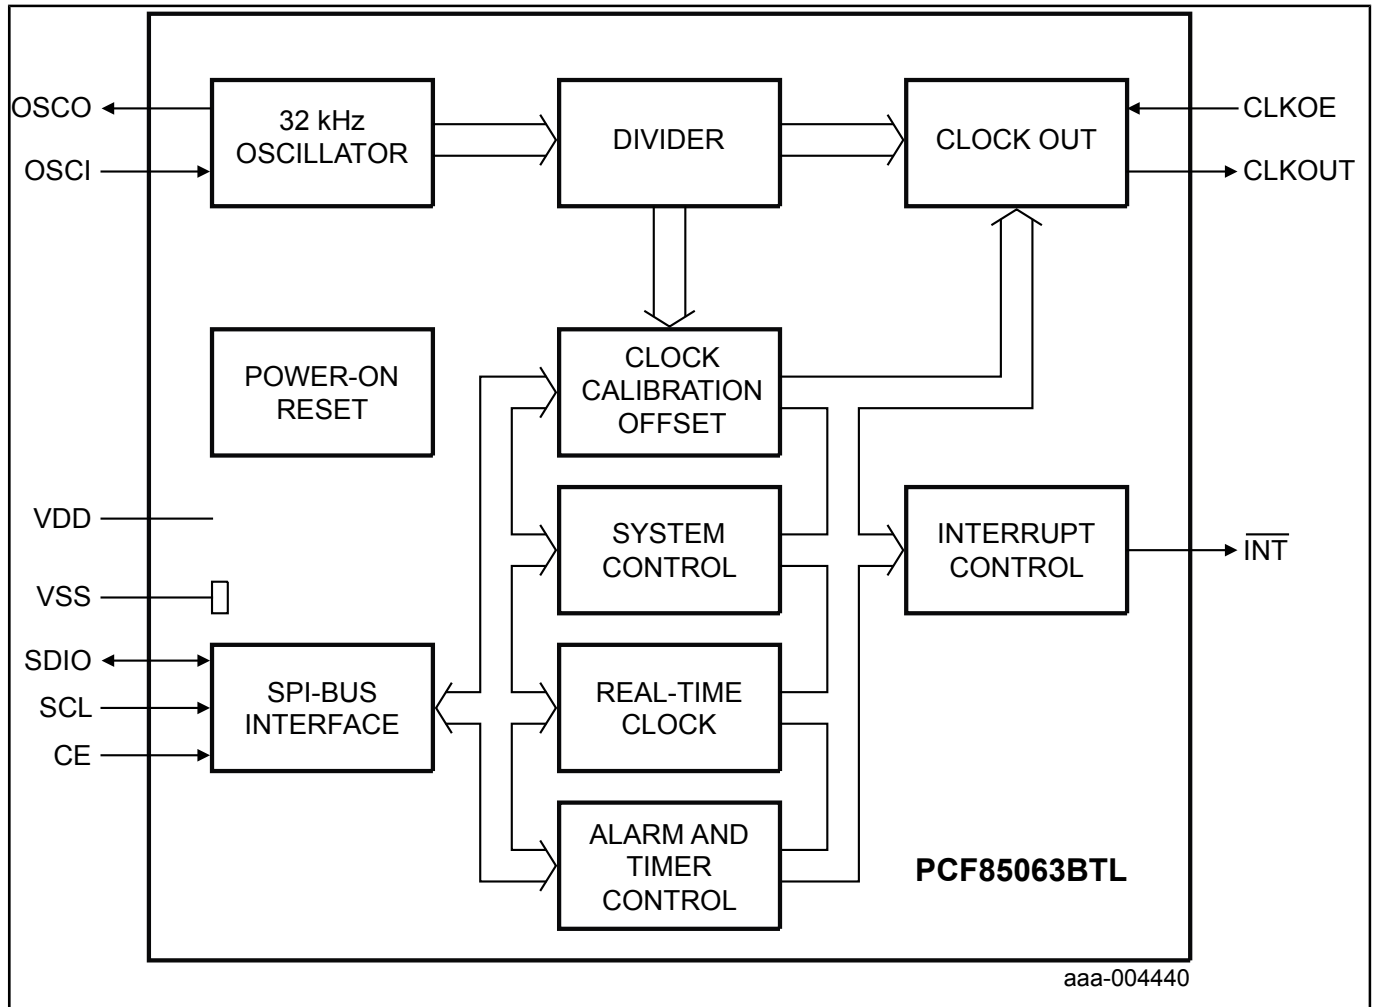 OSCO
OSCI
32 kHz
OSCILLATOR
DIVIDER
CLOCK OUT
CLKOE
CLKOUT
POWER-ON
RESET
CLOCK
CALIBRATION
OFFSET
VDD
VSS
SYSTEM
CONTROL
INTERRUPT
CONTROL
INT
SDIO
SCL
CE
SPI-BUS
INTERFACE
REAL-TIME
CLOCK
ALARM AND
TIMER
CONTROL
PCF85063BTL
aaa-004440